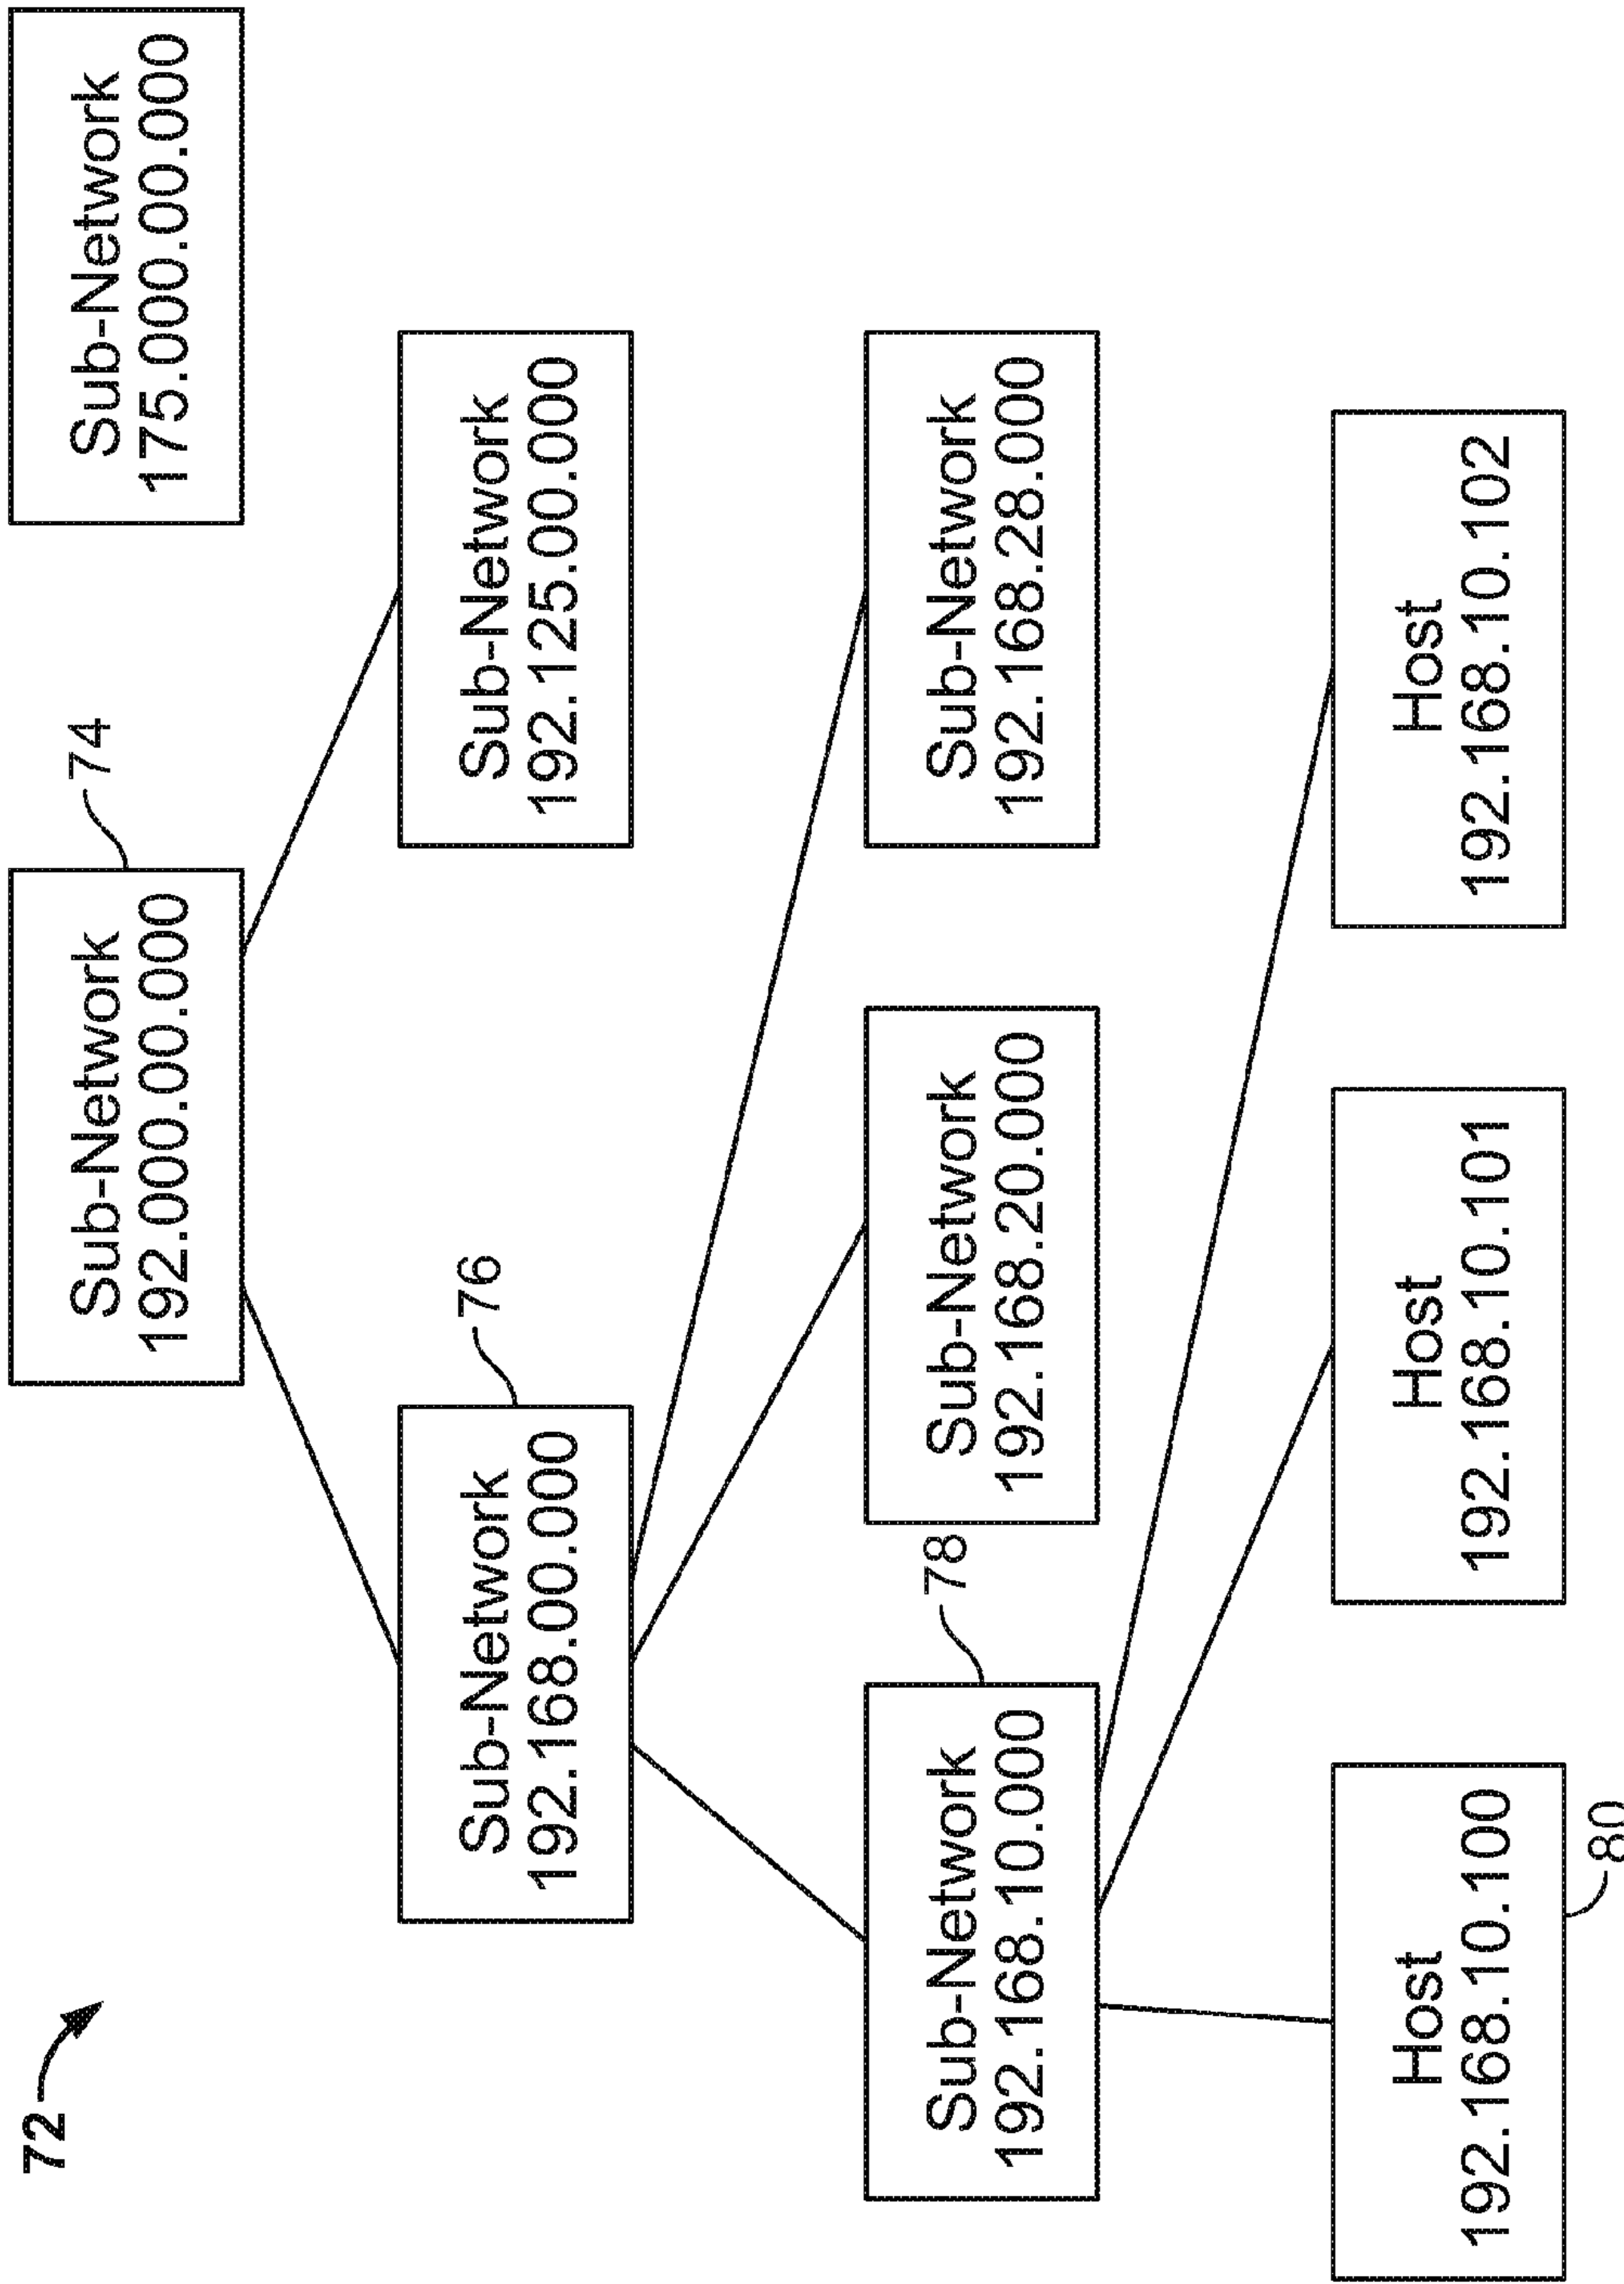 72
Sub-Network
192.000.00.000
74
Sub-Network
175.000.00.000
Sub-Network
192.168.00.000
76
Sub-Network
192.125.00.000
Sub-Network
192.168.10.000
78
Sub-Network
192.168.20.000
Sub-Network
192.168.28.000
Host
192.168.10.100
80
Host
192.168.10.101
Host
192.168.10.102